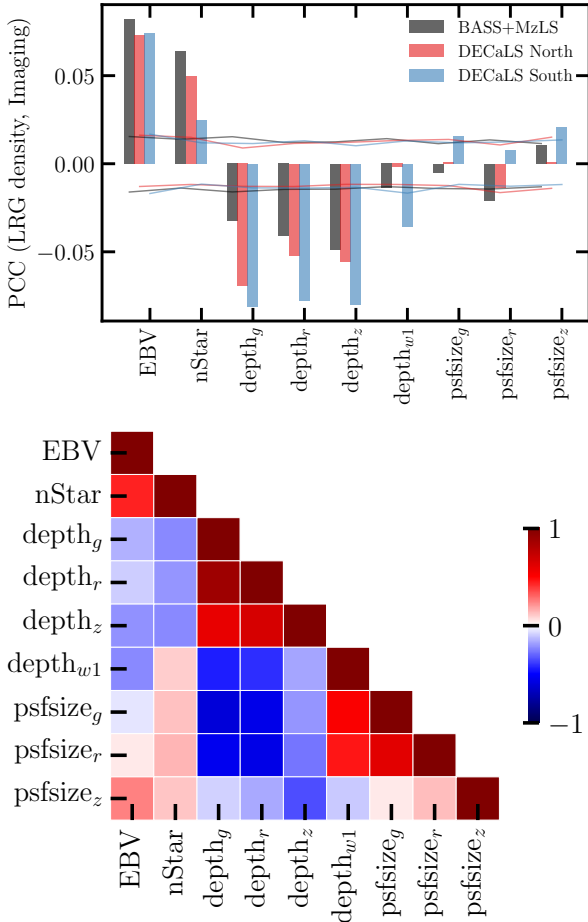 PCC (LRG density, Imaging)
0.05
0.00
−0.05
BASS+MzLS
DECaLS North
DECaLS South
EBV
nStar
depth_g
depth_r
depth_z
depth_w1
psfsize_g
psfsize_r
psfsize_z
EBV
nStar
depth_g
depth_r
depth_z
depth_w1
psfsize_g
psfsize_r
psfsize_z
1
0
−1
EBV
nStar
depth_g
depth_r
depth_z
depth_w1
psfsize_g
psfsize_r
psfsize_z